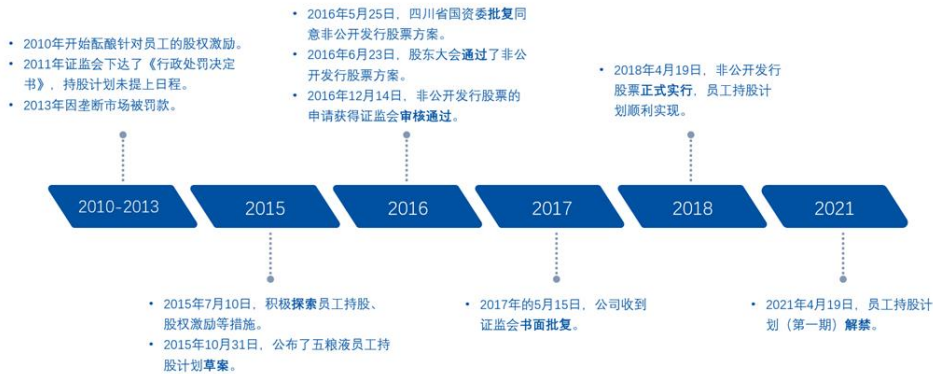 • 2010年开始酝酿针对员工的股权激励。
• 2011年证监会下达了《行政处罚决定
书》，持股计划未提上日程。
• 2013年因垄断市场被罚款。
• 2016年5月25日，四川省国资委批复同
意非公开发行股票方案。
• 2016年6月23日，股东大会通过了非公
开发行股票方案。
• 2016年12月14日，非公开发行股票的
申请获得证监会审核通过。
• 2018年4月19日，非公开发行
股票正式实行，员工持股计
划顺利实现。
2010-2013
2015
2016
2017
2018
2021
• 2015年7月10日，积极探索员工持股、
股权激励等措施。
• 2015年10月31日，公布了五粮液员工持
股计划草案。
• 2017年的5月15日，公司收到
证监会书面批复。
• 2021年4月19日，员工持股计
划（第一期）解禁。